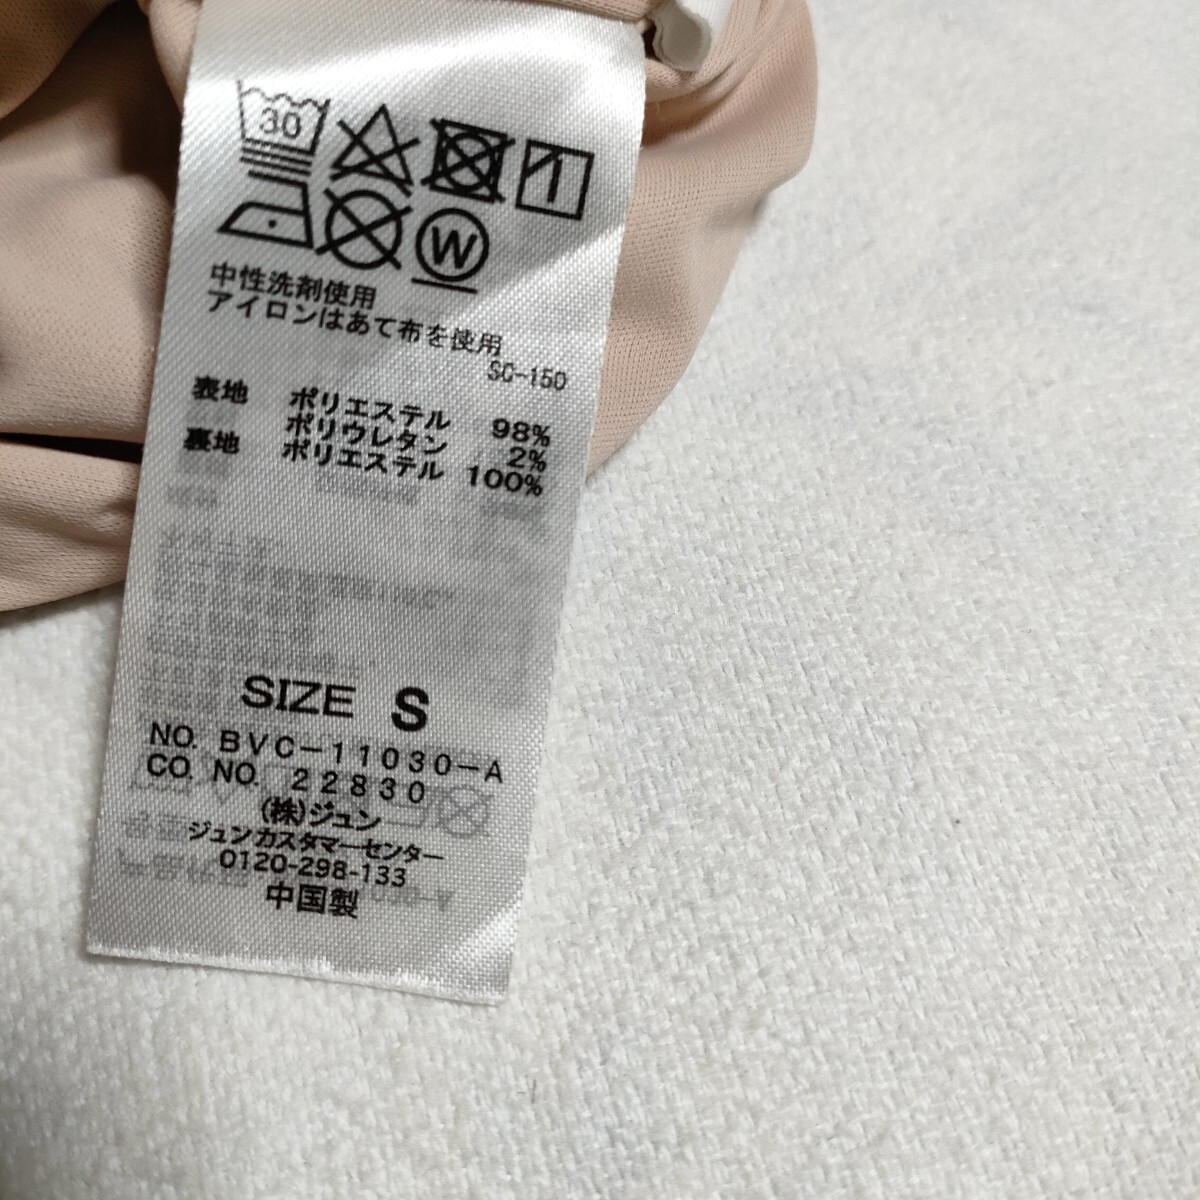 30
W
中性洗剤使用
アイロンはあて布を使用
SC-150
表地 ポリエステル 98%
ポリウレタン 2%
裏地 ポリエステル 100%
SIZE S
NO. BVC-11030-A
CO. NO. 22830
(株)ジュン
ジュンカスタマーセンター
0120-298-133
中国製